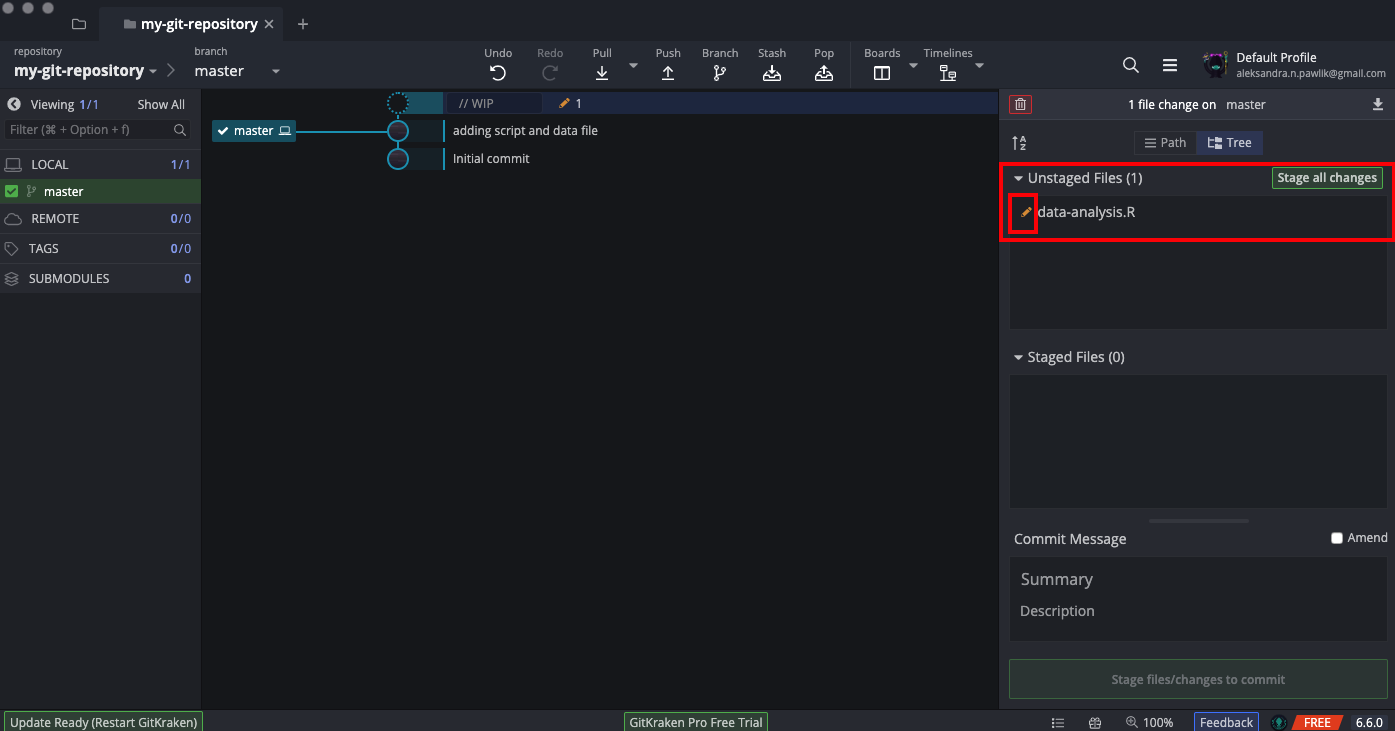 my-git-repository
repository
my-git-repository
branch
master
Undo
Redo
Pull
Push
Branch
Stash
Pop
Boards
Timelines
Default Profile
aleksandra.n.pawlik@gmail.com
Viewing 1/1
Show All
Filter (⌘ + Option + f)
LOCAL 1/1
master
REMOTE 0/0
TAGS 0/0
SUBMODULES 0
// WIP
1
master
adding script and data file
Initial commit
1 file change on master
Path
Tree
Unstaged Files (1)
Stage all changes
data-analysis.R
Staged Files (0)
Commit Message
Amend
Summary
Description
Stage files/changes to commit
Update Ready (Restart GitKraken)
GitKraken Pro Free Trial
100%
Feedback
FREE
6.6.0